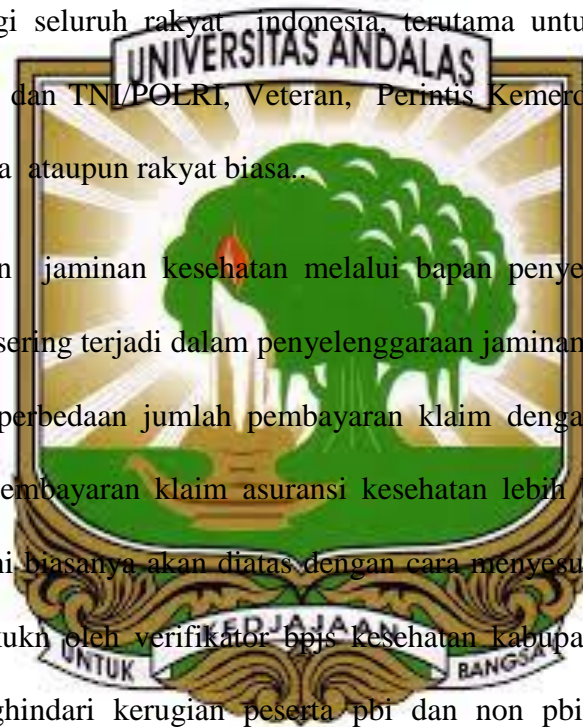 gi seluruh rakyat indonesia, terutama untu
UNIVERSITAS ANDALAS
dan TNI/POLRI, Veteran, Perintis Kemerd
a ataupun rakyat biasa..
n jaminan kesehatan melalui bapan penye
sering terjadi dalam penyelenggaraan jaminan
perbedaan jumlah pembayaran klaim denga
embayaran klaim asuransi kesehatan lebih
ni biasanya akan diatas dengan cara menyesu
ukn oleh verifikator bpjs kesehatan kabupa
UNTUK KEDJAJAAN BANGSA
ghindari kerugian peserta pbi dan non pbi